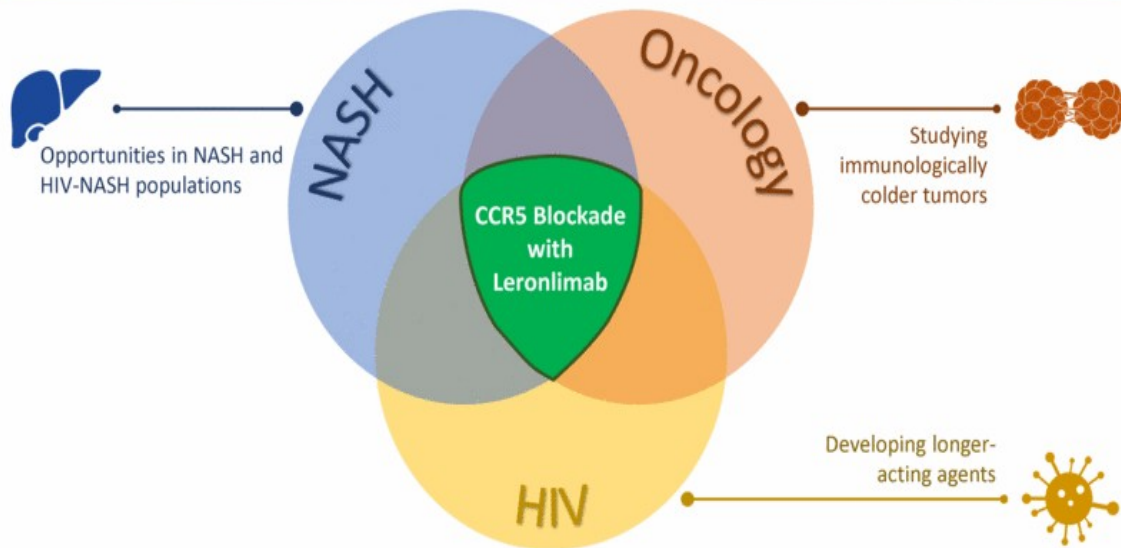 NASH
Oncology
Opportunities in NASH and
HIV-NASH populations
CCR5 Blockade
with
Leronlimab
Studying
immunologically
colder tumors
Developing longer-
acting agents
HIV